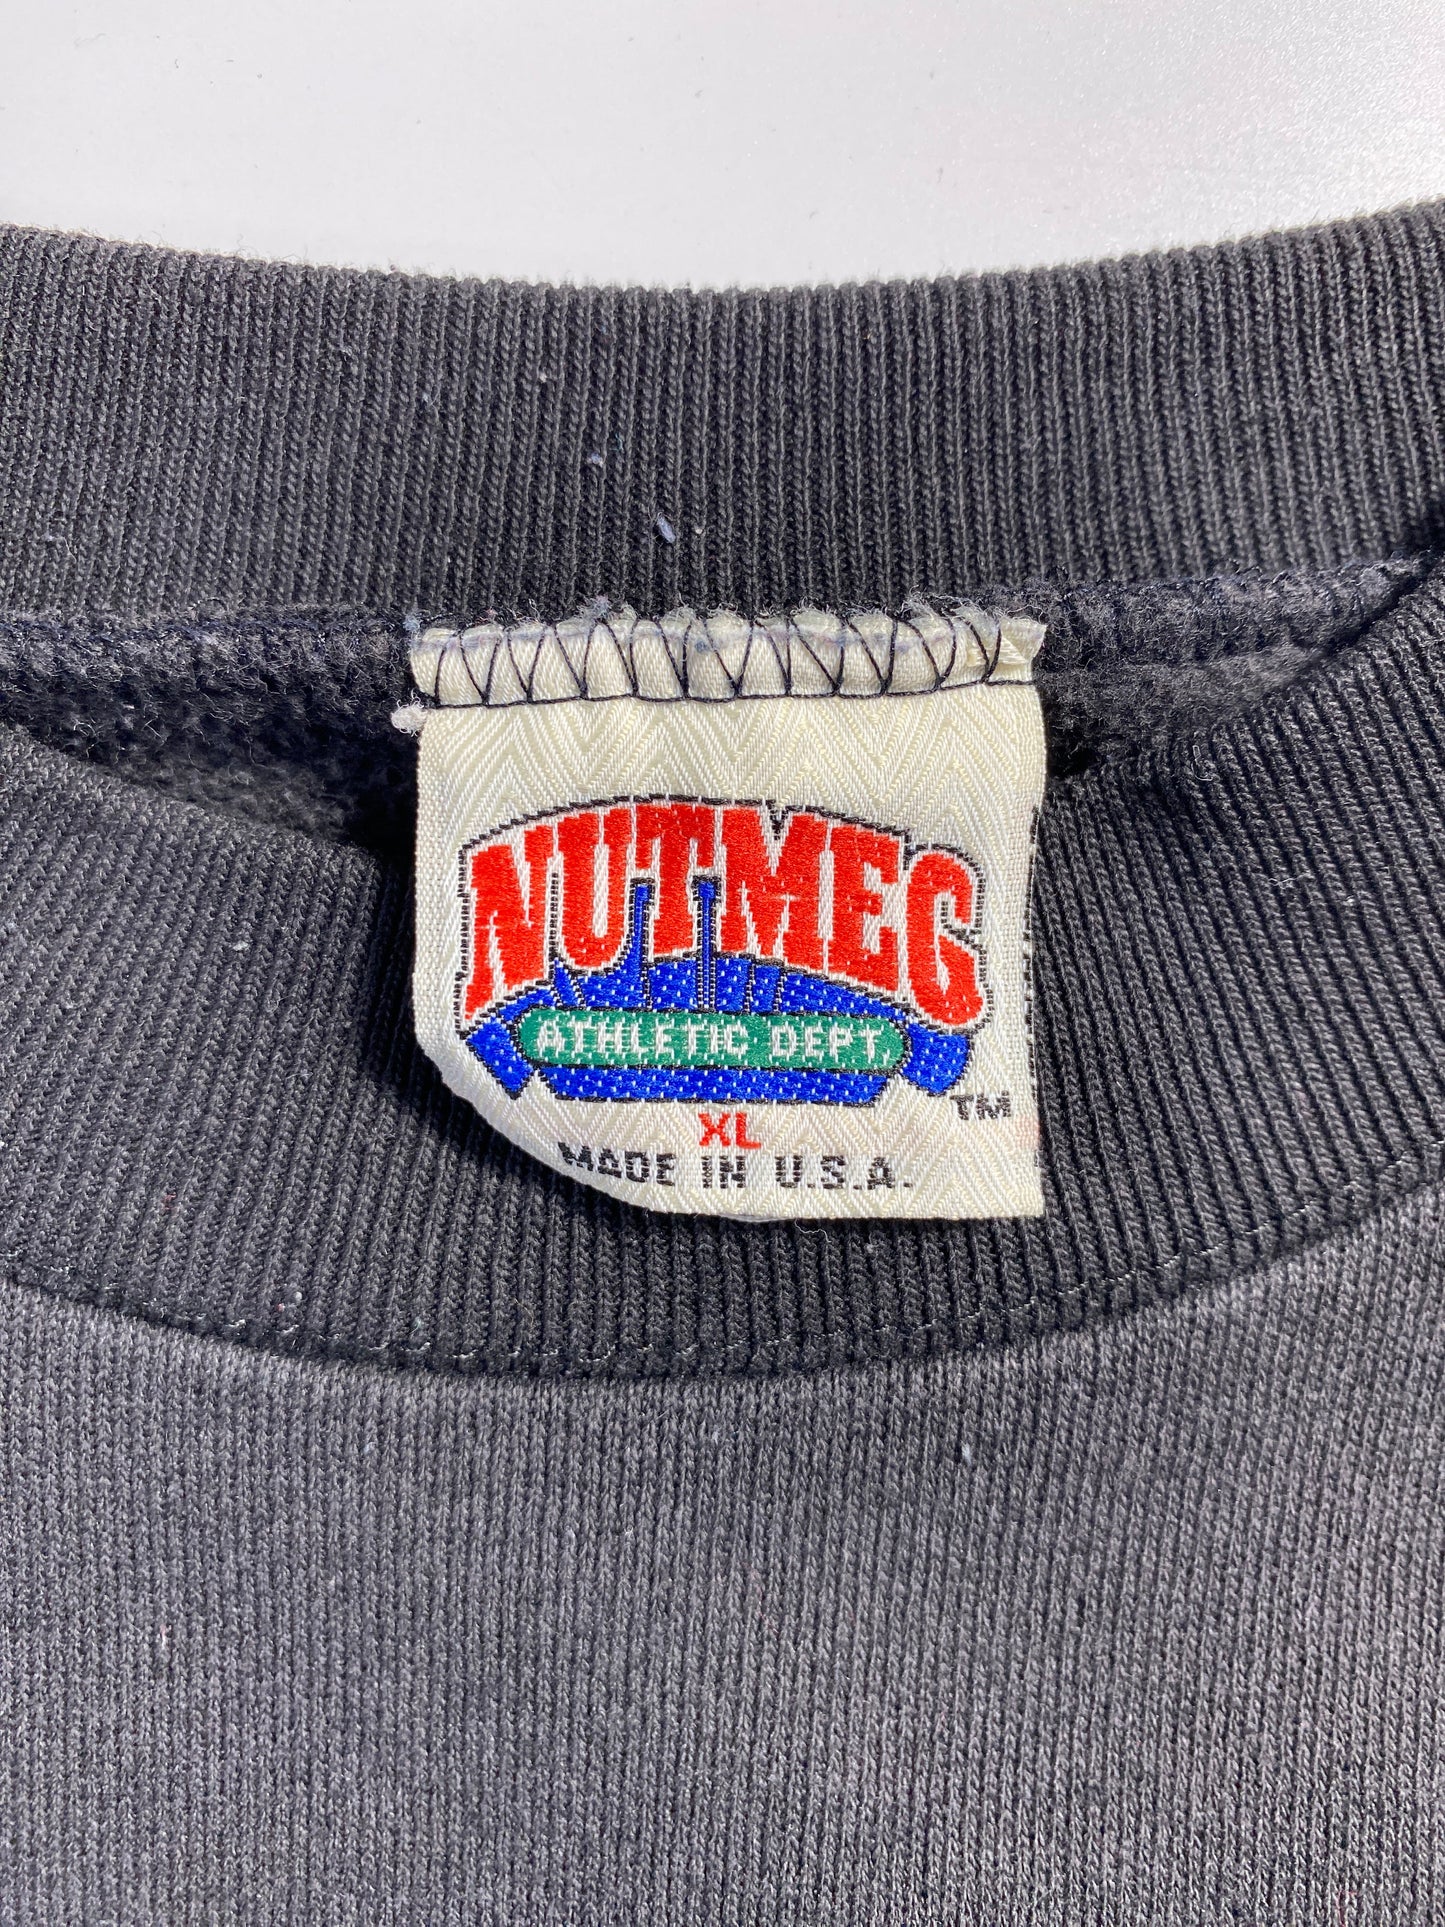 NUTMEG
ATHLETIC DEPT.
TM
XL
MADE IN U.S.A.